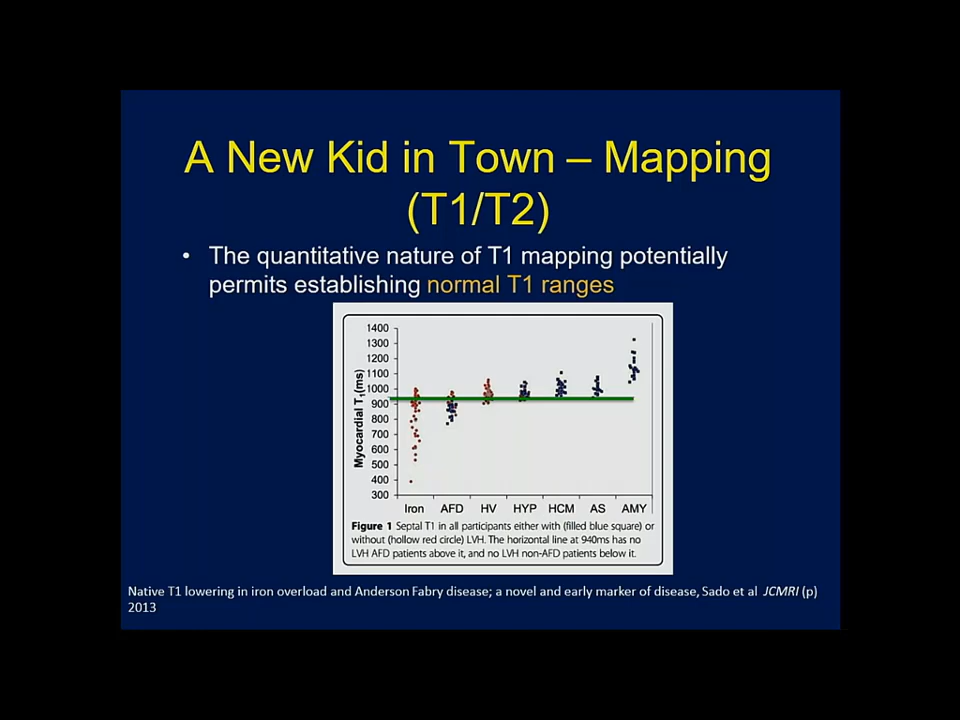 A New Kid in Town – Mapping
(T1/T2)
• The quantitative nature of T1 mapping potentially
permits establishing normal T1 ranges
1400
1300
1200
1100
1000
900
800
700
600
500
400
300
Myocardial T1(ms)
Iron AFD HV HYP HCM AS AMY
Figure 1 Septal T1 in all participants either with (filled blue square) or
without (hollow red circle) LVH. The horizontal line at 940ms has no
LVH AFD patients above it, and no LVH non-AFD patients below it.
Native T1 lowering in iron overload and Anderson Fabry disease; a novel and early marker of disease, Sado et al JCMRI (p)
2013